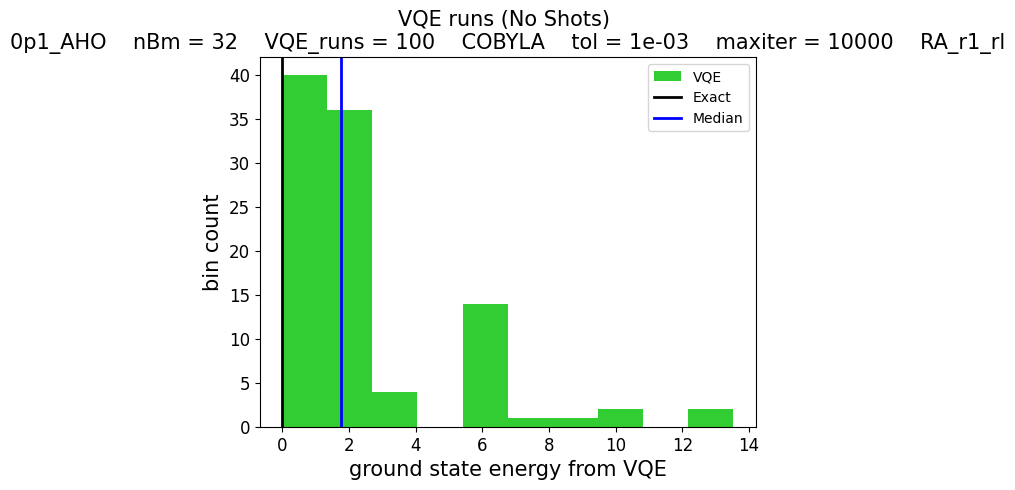 VQE runs (No Shots)
0p1_AHO    nBm = 32    VQE_runs = 100    COBYLA    tol = 1e-03    maxiter = 10000    RA_r1_rl
40
35
30
25
20
15
10
5
0
bin count
VQE
Exact
Median
0 2 4 6 8 10 12 14
ground state energy from VQE